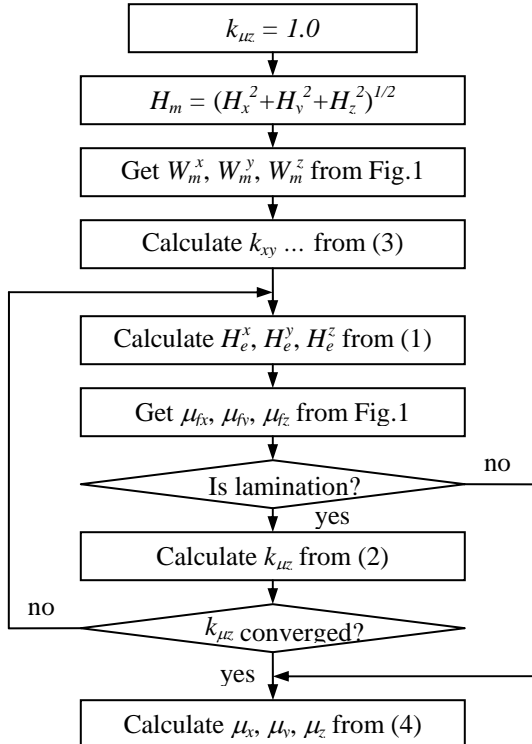 k_μz = 1.0
H_m = (H_x^2+H_y^2+H_z^2)^1/2
Get W_m^x, W_m^y, W_m^z from Fig.1
Calculate k_xy ... from (3)
Calculate H_e^x, H_e^y, H_e^z from (1)
Get μ_fx, μ_fy, μ_fz from Fig.1
no
Is lamination?
yes
Calculate k_μz from (2)
no
k_μz converged?
yes
Calculate μ_x, μ_y, μ_z from (4)